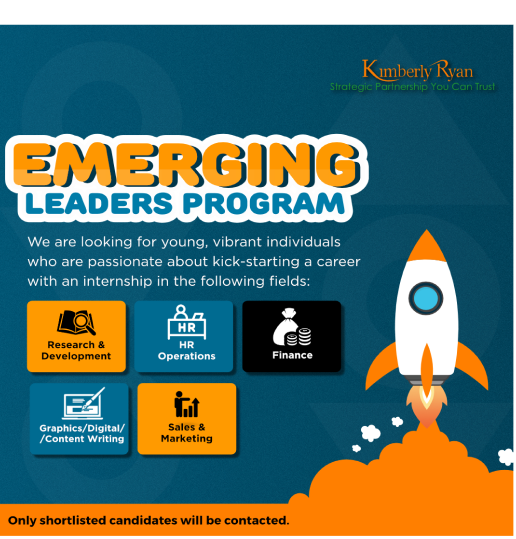 Kimberly Ryan
Strategic Partnership You Can Trust
EMERGING
LEADERS PROGRAM
We are looking for young, vibrant individuals
who are passionate about kick-starting a career
with an internship in the following fields:
Research &
Development
HR
HR
Operations
Finance
Graphics/Digital/
/Content Writing
Sales &
Marketing
Only shortlisted candidates will be contacted.